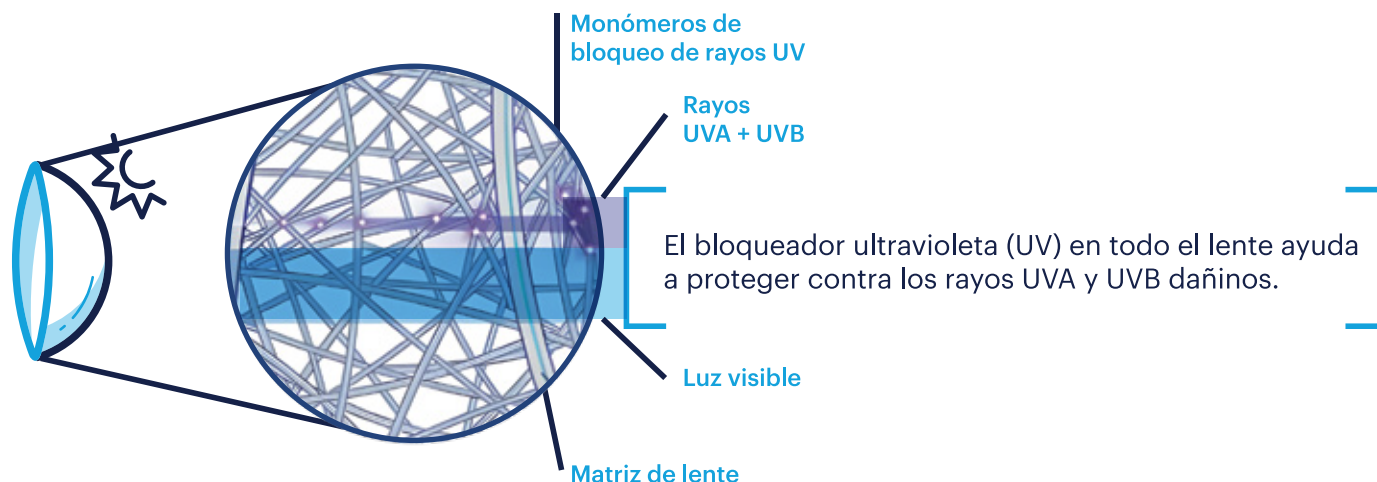 Monómeros de
bloqueo de rayos UV
Rayos
UVA + UVB
El bloqueador ultravioleta (UV) en todo el lente ayuda
a proteger contra los rayos UVA y UVB dañinos.
Luz visible
Matriz de lente